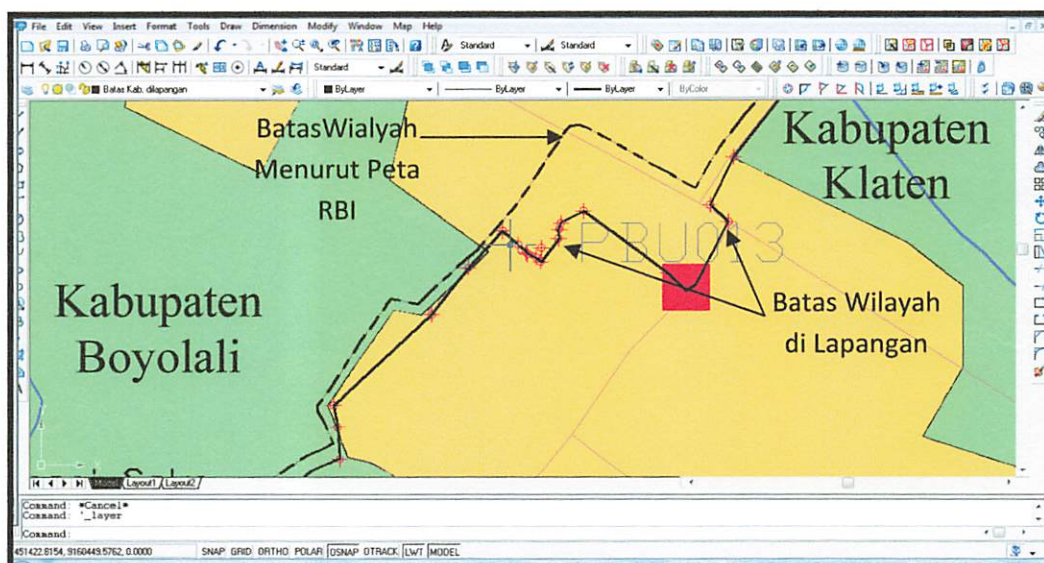 File Edit View Insert Format Tools Draw Dimension Modify Window Map Help
Standard Standard
Standard
Batas Kab. dilapangan ByLayer ByLayer ByLayer ByColor
BatasWialyah
Menurut Peta
RBI
Kabupaten
Klaten
PBU013
Kabupaten
Boyolali
Batas Wilayah
di Lapangan
Model Layout1 Layout2
Command: *Cancel*
Command: '_layer
Command:
451422.8154, 9160449.5762, 0.0000 SNAP GRID ORTHO POLAR OSNAP OTRACK LWT MODEL